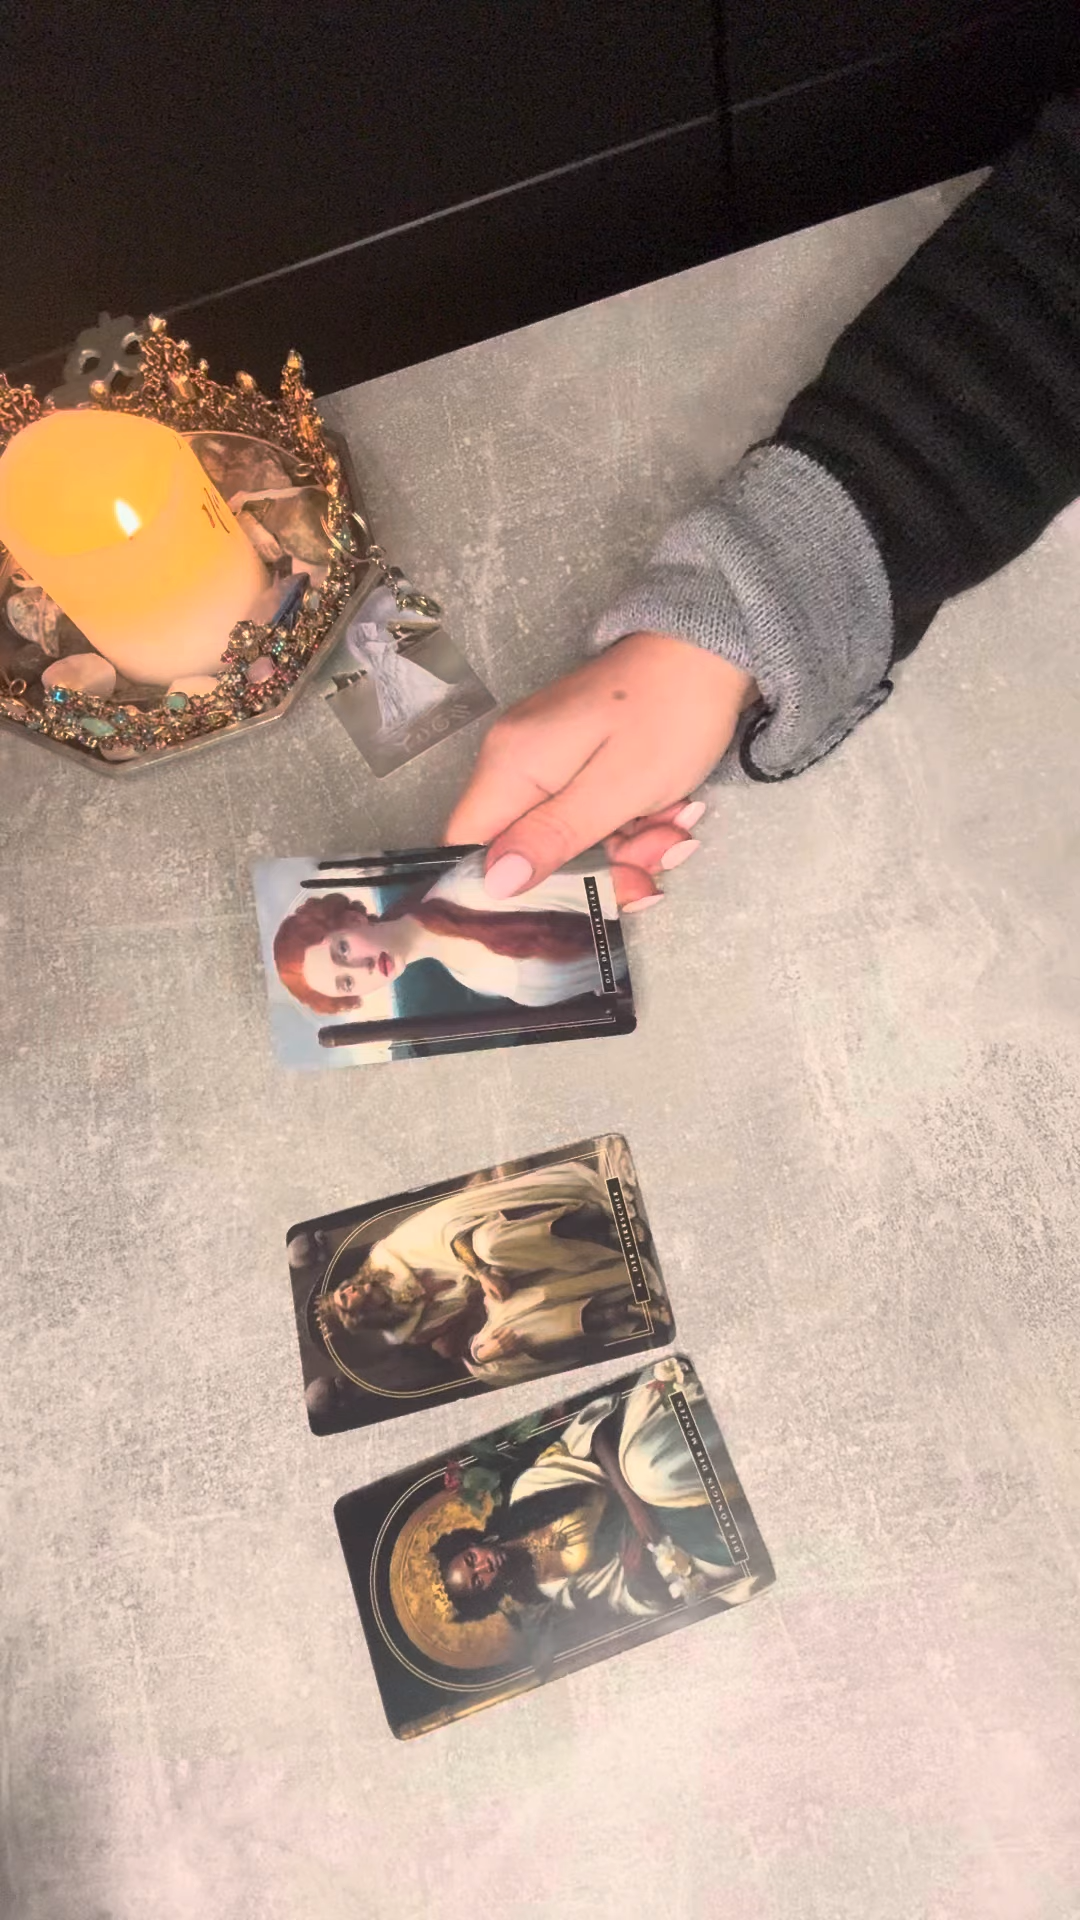 DIE DREI DER STÄBE
4. DER HERRSCHER
DIE KÖNIGIN DER MÜNZEN